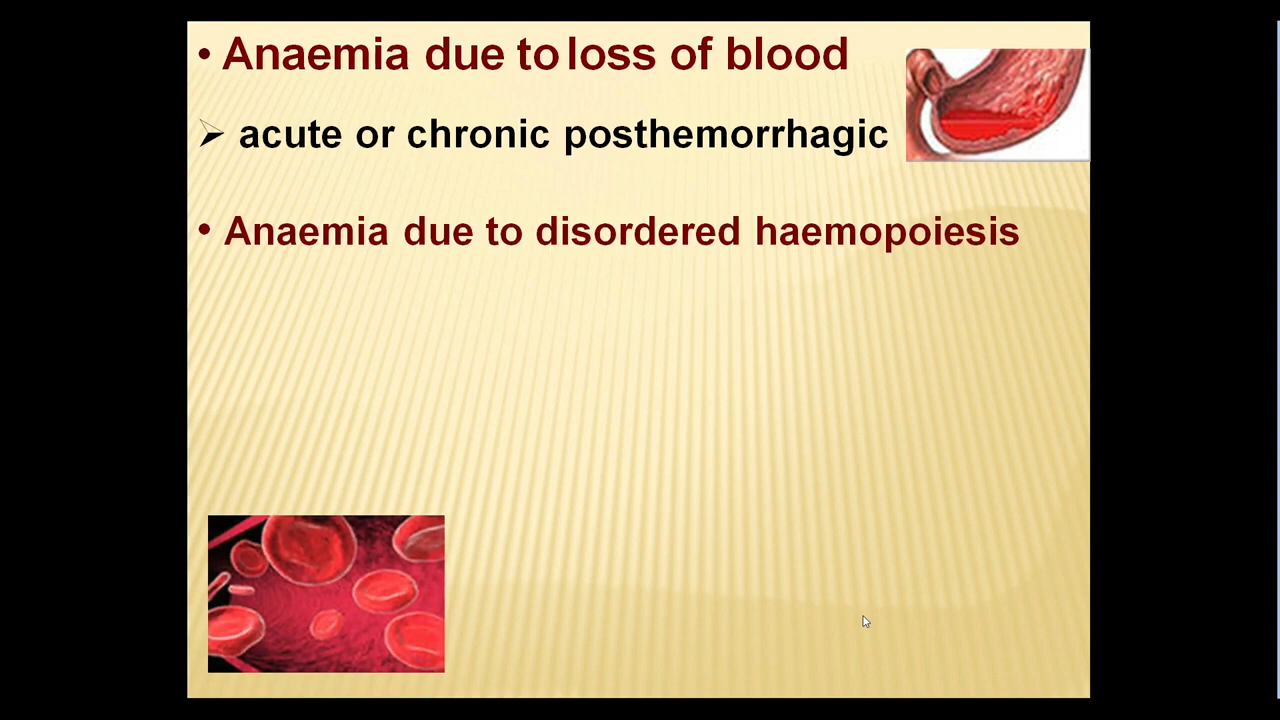 • Anaemia due to loss of blood
➢ acute or chronic posthemorrhagic
• Anaemia due to disordered haemopoiesis